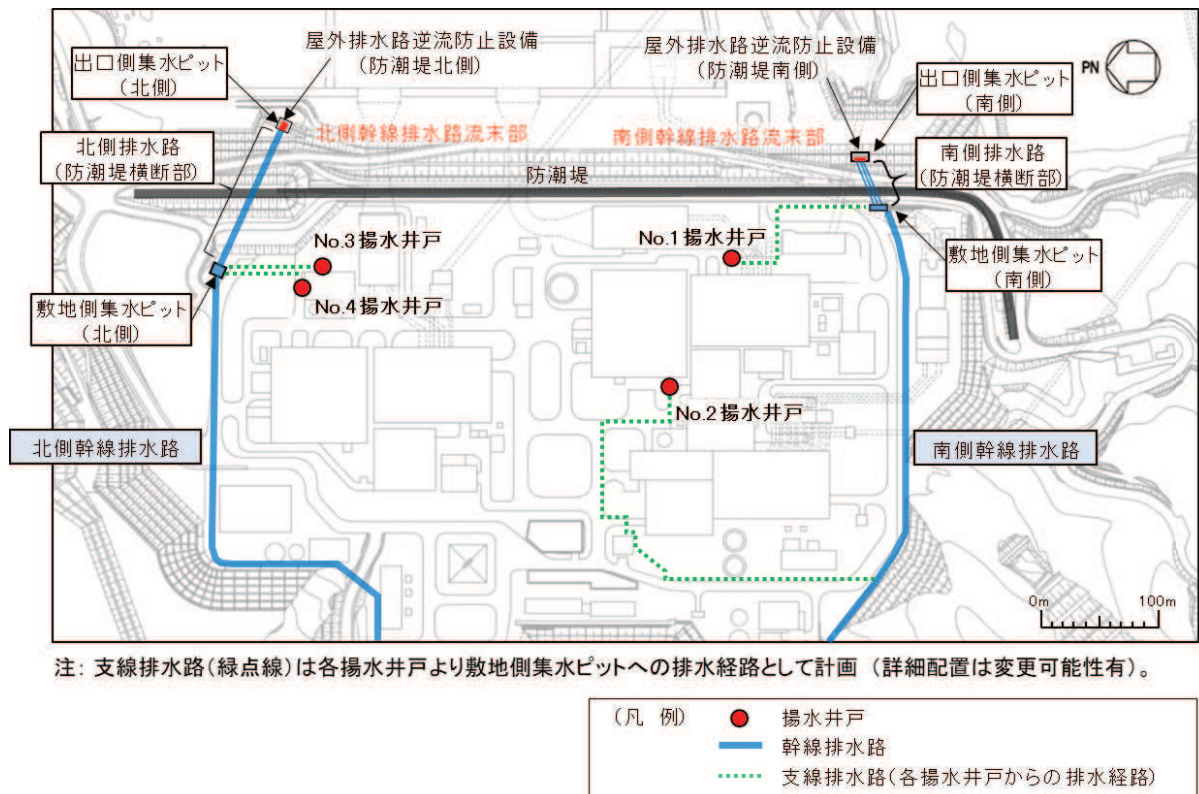 屋外排水路逆流防止設備
(防潮堤北側)
出口側集水ピット
(北側)
屋外排水路逆流防止設備
(防潮堤南側)
出口側集水ピット
(南側)
PN
北側幹線排水路流末部
南側幹線排水路流末部
北側排水路
(防潮堤横断部)
南側排水路
(防潮堤横断部)
防潮堤
No.3揚水井戸
No.1揚水井戸
No.4揚水井戸
敷地側集水ピット
(南側)
敷地側集水ピット
(北側)
No.2揚水井戸
北側幹線排水路
南側幹線排水路
0m 100m
注: 支線排水路(緑点線)は各揚水井戸より敷地側集水ピットへの排水経路として計画 (詳細配置は変更可能性有)。
(凡 例)
揚水井戸
幹線排水路
支線排水路(各揚水井戸からの排水経路)